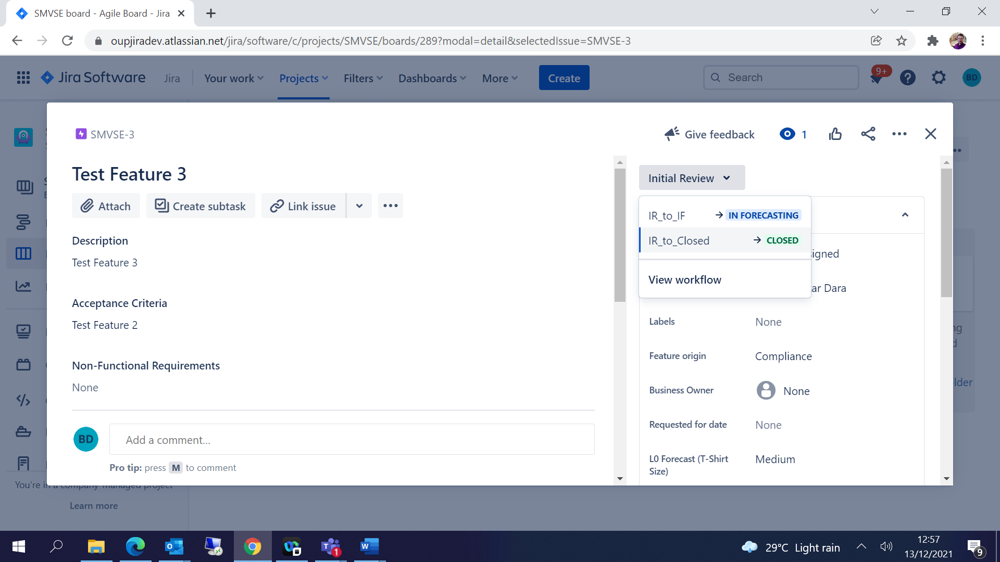 SMVSE board - Agile Board - Jira
oupjiradev.atlassian.net/jira/software/c/projects/SMVSE/boards/289?modal=detail&selectedIssue=SMVSE-3
Jira Software Jira Your work Projects Filters Dashboards More Create Search 9+ BD
SMVSE-3 Give feedback 1
Test Feature 3
Initial Review
Attach Create subtask Link issue
IR_to_IF → IN FORECASTING
IR_to_Closed → CLOSED
View workflow
Description
Test Feature 3
Acceptance Criteria
Test Feature 2
Non-Functional Requirements
None
BD Add a comment...
Pro tip: press M to comment
igned
ar Dara
Labels None
Feature origin Compliance
Business Owner None
Requested for date None
L0 Forecast (T-Shirt Size) Medium
You're in a company-managed project
Learn more
29°C Light rain
12:57
13/12/2021
1
9